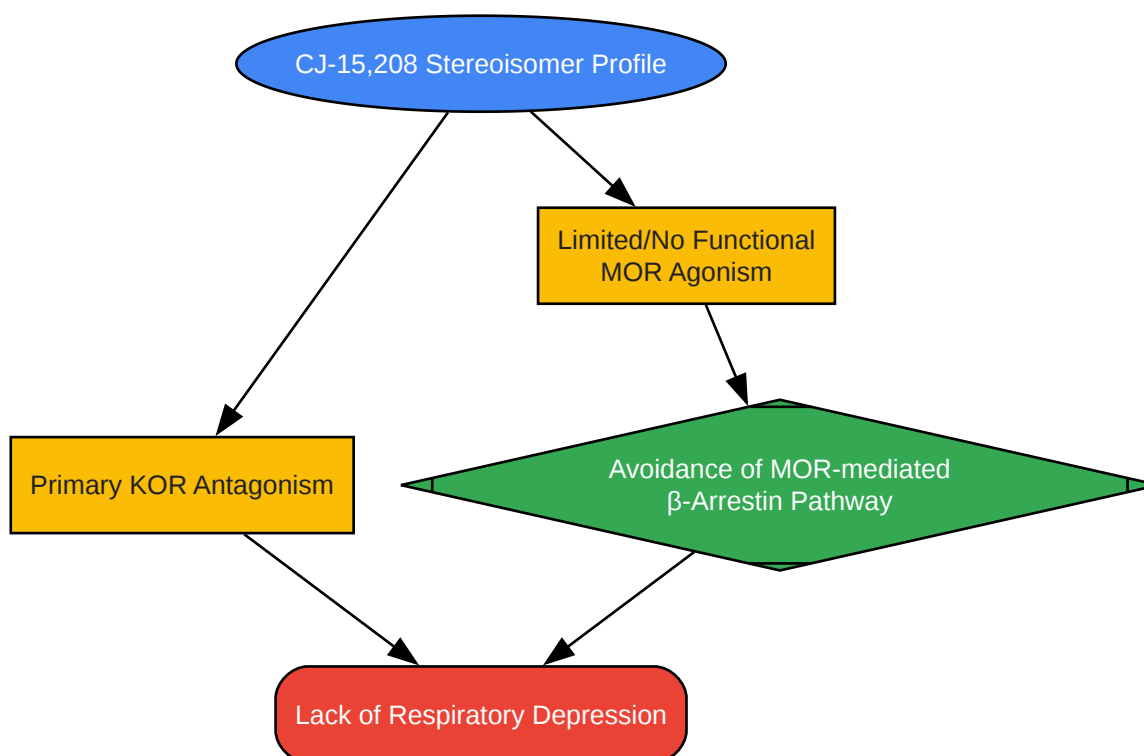 CJ-15,208 Stereoisomer Profile
Limited/No Functional
MOR Agonism
Primary KOR Antagonism
Avoidance of MOR-mediated
β-Arrestin Pathway
Lack of Respiratory Depression